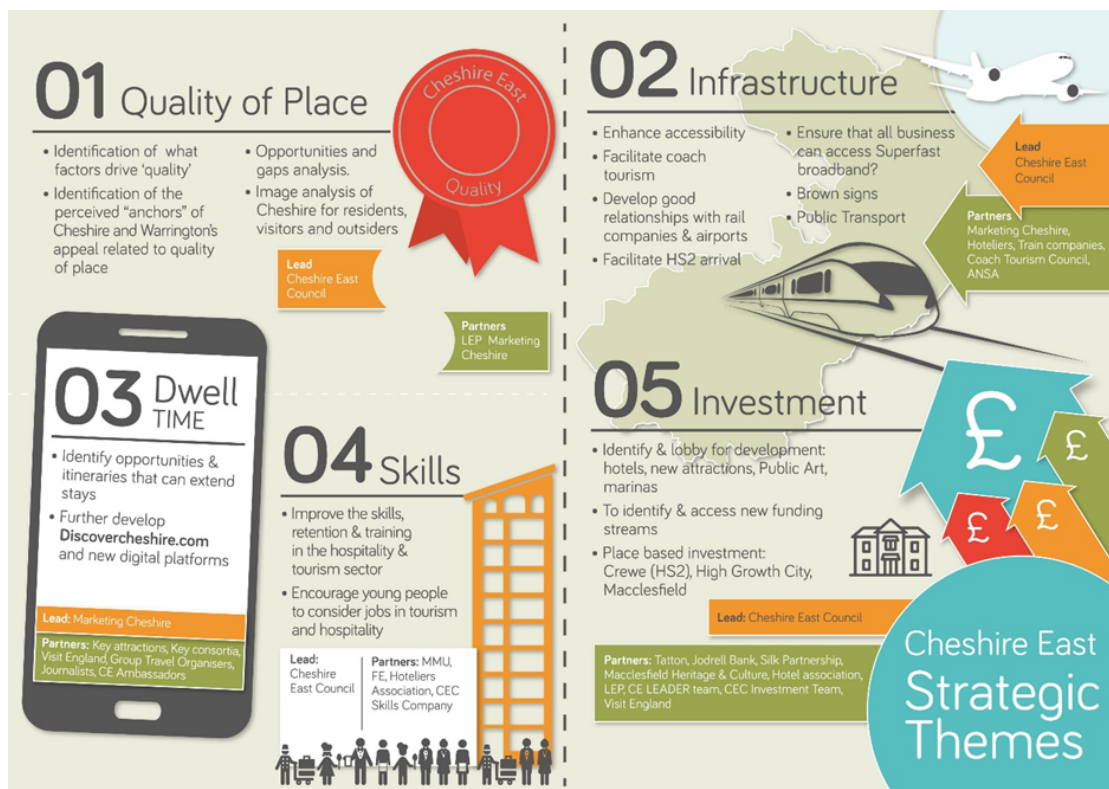 01 Quality of Place
• Identification of what
factors drive ‘quality’
• Identification of the
perceived “anchors” of
Cheshire and Warrington’s
appeal related to quality
of place
• Opportunities and
gaps analysis.
• Image analysis of
Cheshire for residents,
visitors and outsiders
Cheshire East
Quality
Lead
Cheshire East
Council
Partners
LEP Marketing
Cheshire
02 Infrastructure
• Enhance accessibility
• Facilitate coach
tourism
• Develop good
relationships with rail
companies & airports
• Facilitate HS2 arrival
• Ensure that all business
can access Superfast
broadband?
• Brown signs
• Public Transport
Lead
Cheshire East
Council
Partners
Marketing Cheshire,
Hoteliers, Train companies,
Coach Tourism Council,
ANSA
03 Dwell
TIME
• Identify opportunities &
itineraries that can extend
stays
• Further develop
Discovercheshire.com
and new digital platforms
Lead: Marketing Cheshire
Partners: Key attractions, Key consortia,
Visit England, Group Travel Organisers,
Journalists, CE Ambassadors
04 Skills
• Improve the skills,
retention & training
in the hospitality &
tourism sector
• Encourage young people
to consider jobs in tourism
and hospitality
Lead:
Cheshire
East Council
Partners: MMU,
FE, Hoteliers
Association, CEC
Skills Company
05 Investment
• Identify & lobby for development:
hotels, new attractions, Public Art,
marinas
• To identify & access new funding
streams
• Place based investment:
Crewe (HS2), High Growth City,
Macclesfield
Lead: Cheshire East Council
Partners: Tatton, Jodrell Bank, Silk Partnership,
Macclesfield Heritage & Culture, Hotel association,
LEP, CE LEADER team, CEC Investment Team,
Visit England
£
£
£
£
Cheshire East
Strategic
Themes